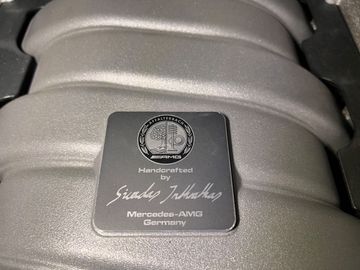 AFFALTERBACH
AMG
Handcrafted
by
Mercedes-AMG
Germany